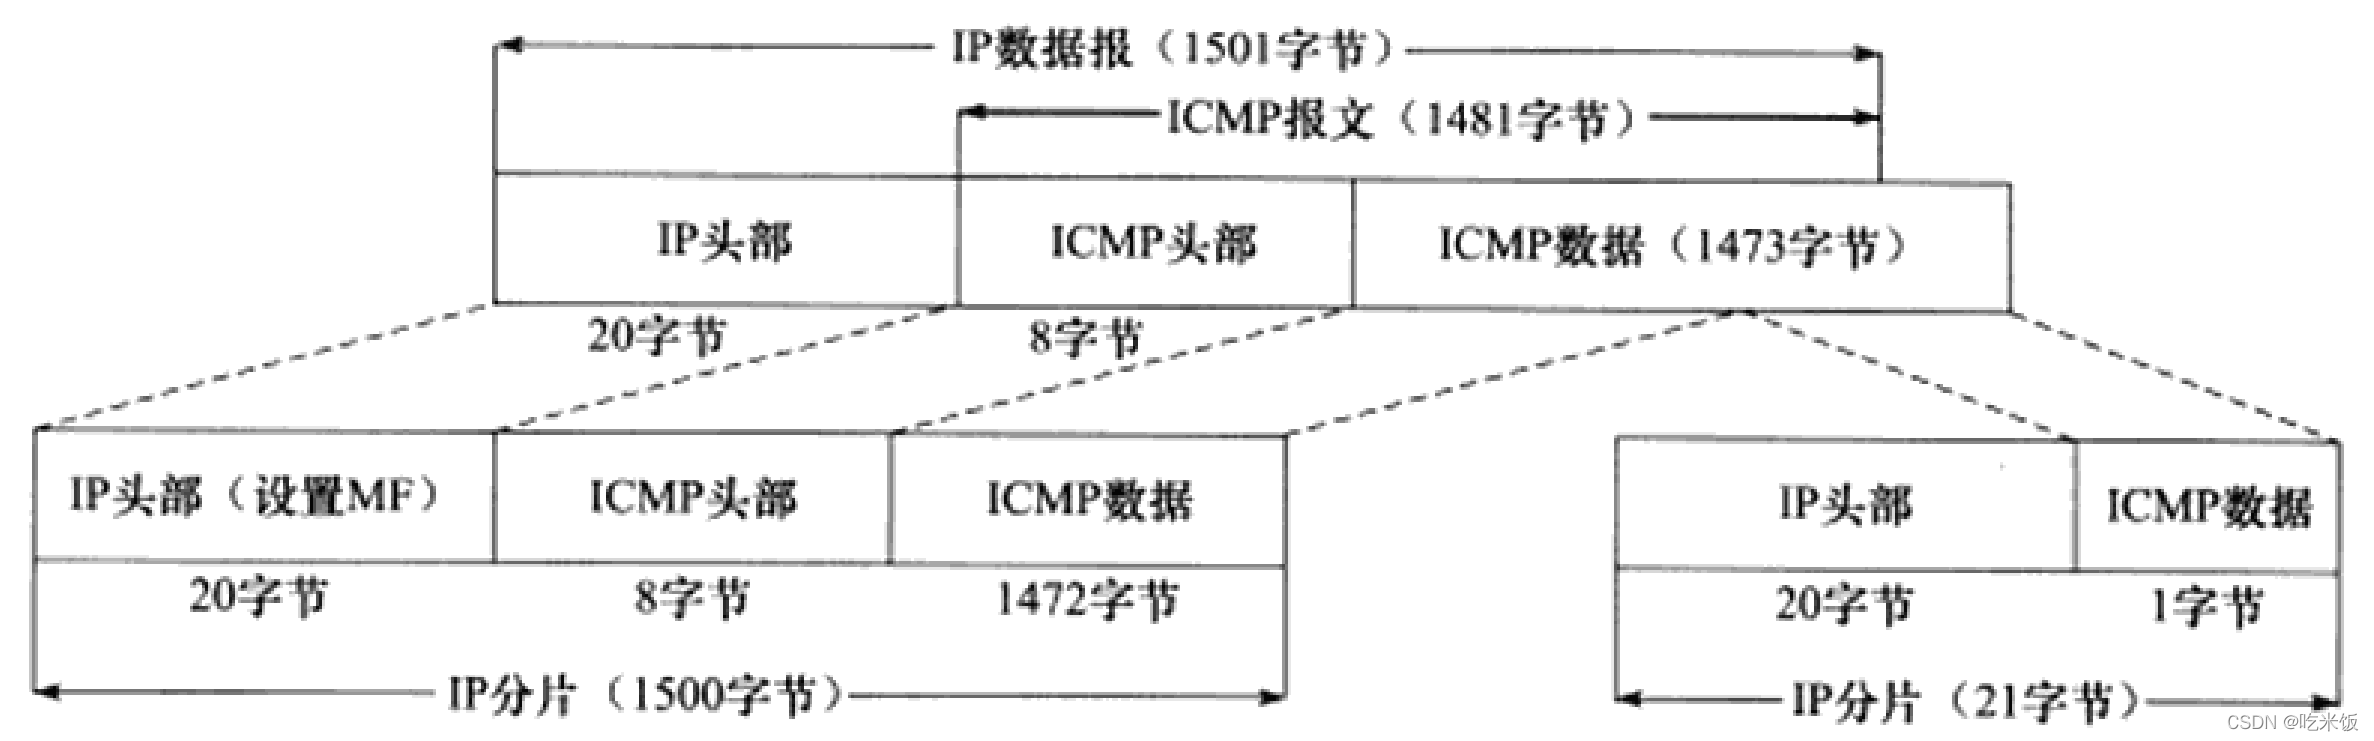 IP数据报（1501字节）
ICMP报文（1481字节）
IP头部 ICMP头部 ICMP数据（1473字节）
20字节 8字节
IP头部（设置MF） ICMP头部 ICMP数据 IP头部 ICMP数据
20字节 8字节 1472字节 20字节 1字节
IP分片（1500字节） IP分片（21字节）
CSDN @吃米饭